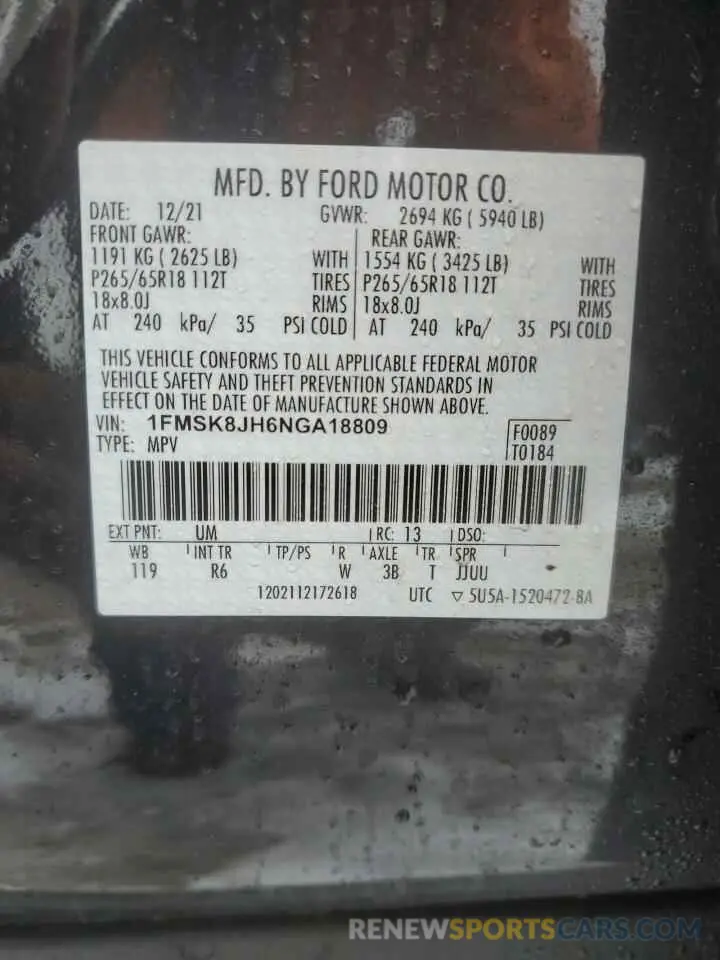 MFD. BY FORD MOTOR CO.
DATE: 12/21 GVWR: 2694 KG ( 5940 LB)
FRONT GAWR: REAR GAWR:
1191 KG ( 2625 LB) WITH 1554 KG ( 3425 LB) WITH
P265/65R18 112T TIRES P265/65R18 112T TIRES
18x8.0J RIMS 18x8.0J RIMS
AT 240 kPa/ 35 PSI COLD AT 240 kPa/ 35 PSI COLD
THIS VEHICLE CONFORMS TO ALL APPLICABLE FEDERAL MOTOR
VEHICLE SAFETY AND THEFT PREVENTION STANDARDS IN
EFFECT ON THE DATE OF MANUFACTURE SHOWN ABOVE.
VIN: 1FMSK8JH6NGA18809 F0089
TYPE: MPV T0184
EXT PNT: UM RC: 13 DSO:
WB INT TR TP/PS R AXLE TR SPR
119 R6 W 3B T JJUU
1202112172618 UTC ▽ 5U5A-1520472-BA
RENEWSPORTSCARS.COM